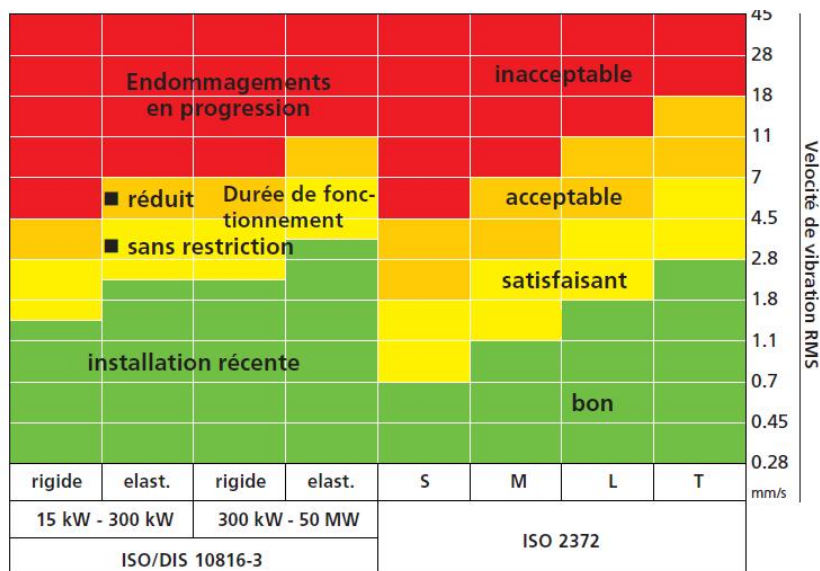 45
28
18
11
7
4.5
2.8
1.8
1.1
0.7
0.45
0.28
mm/s
Velocité de vibration RMS
Endommagements
en progression
inacceptable
■ réduit
Durée de fonc-
tionnement
■ sans restriction
acceptable
satisfaisant
installation récente
bon
rigide elast. rigide elast. S M L T
15 kW - 300 kW 300 kW - 50 MW
ISO/DIS 10816-3
ISO 2372